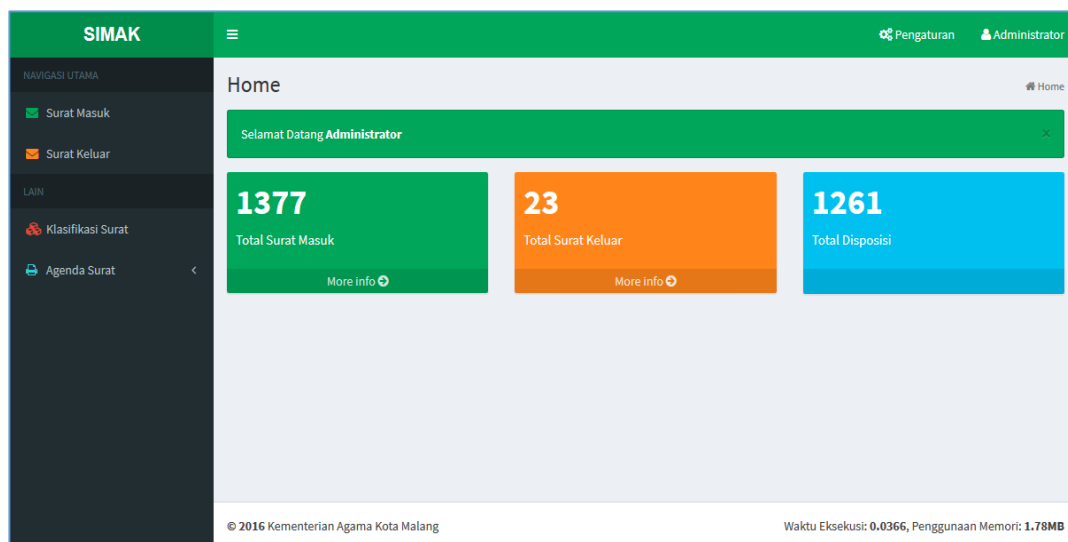 SIMAK
Pengaturan
Administrator
NAVIGASI UTAMA
Surat Masuk
Surat Keluar
LAIN
Klasifikasi Surat
Agenda Surat
Home
Home
Selamat Datang Administrator
×
1377
Total Surat Masuk
More info
23
Total Surat Keluar
More info
1261
Total Disposisi
© 2016 Kementerian Agama Kota Malang
Waktu Eksekusi: 0.0366, Penggunaan Memori: 1.78MB